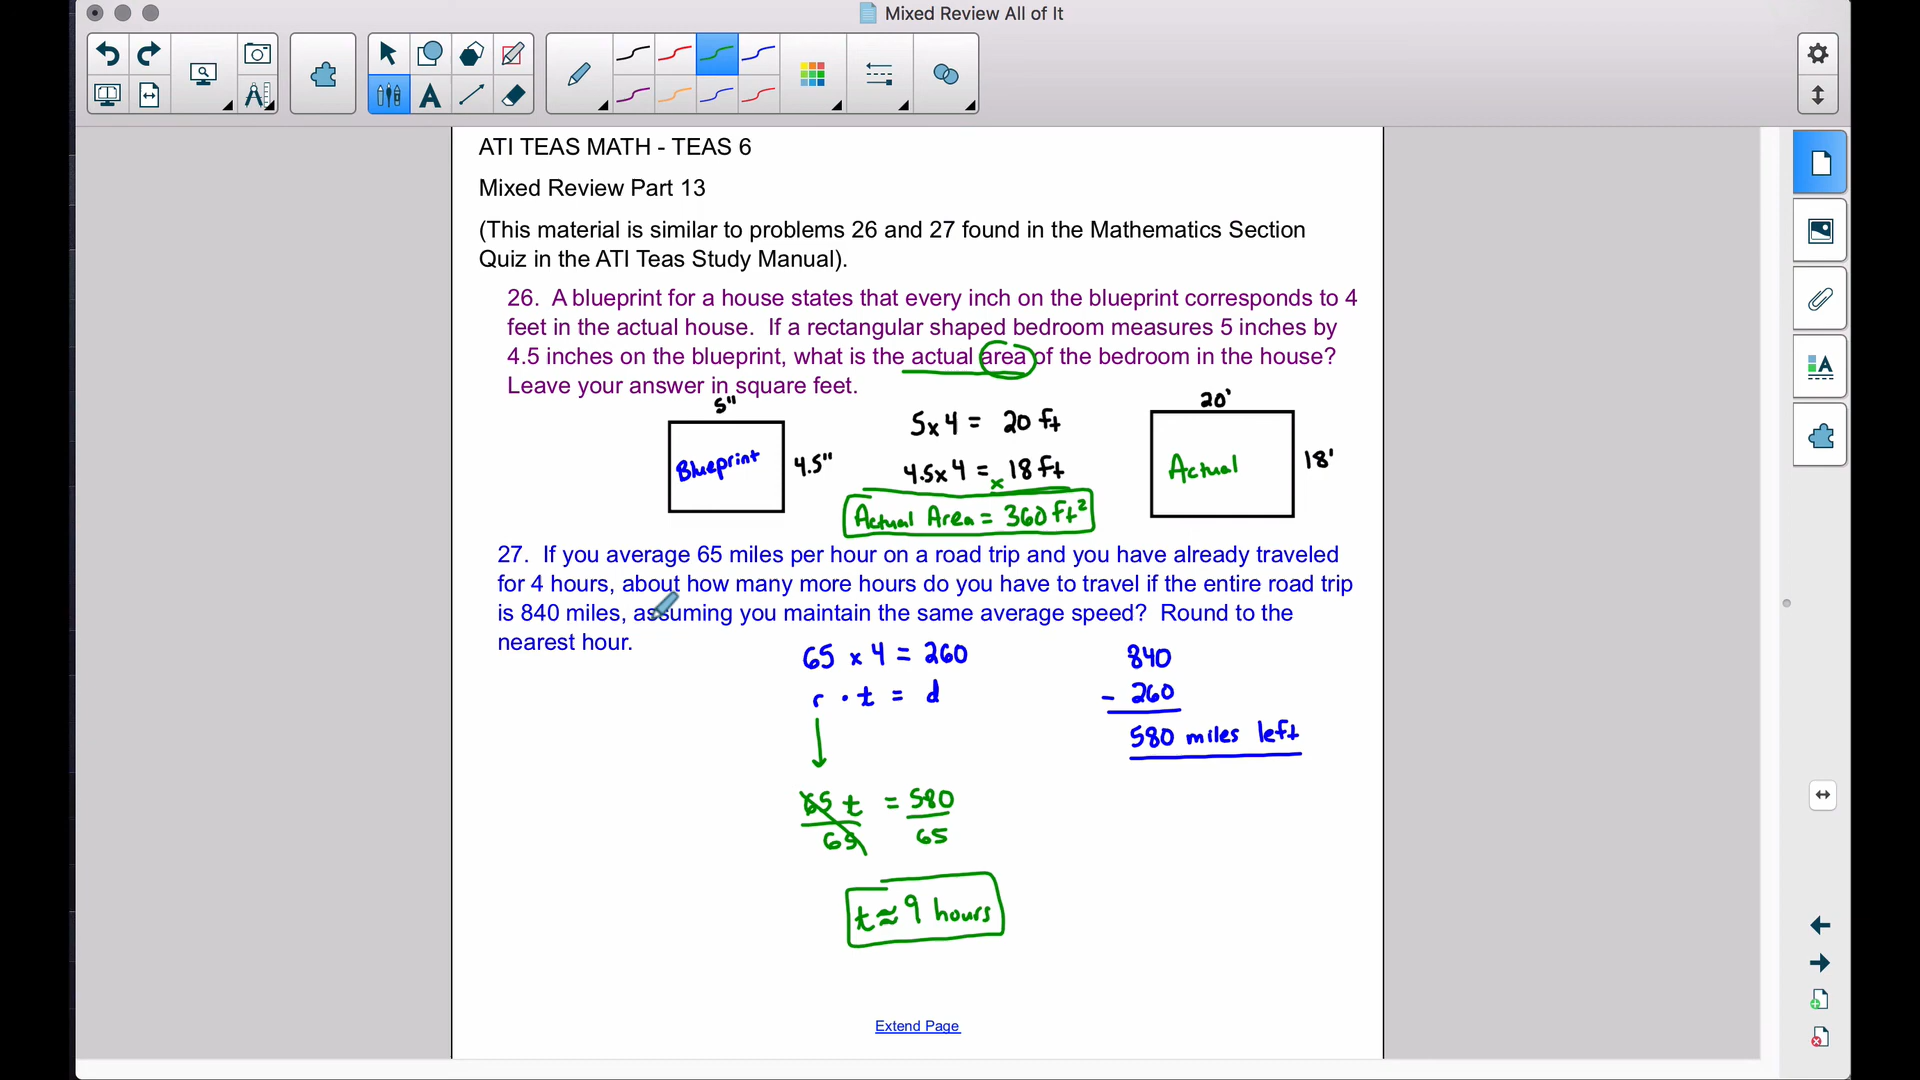 Mixed Review All of It
ATI TEAS MATH - TEAS 6
Mixed Review Part 13
(This material is similar to problems 26 and 27 found in the Mathematics Section
Quiz in the ATI Teas Study Manual).
26. A blueprint for a house states that every inch on the blueprint corresponds to 4
feet in the actual house. If a rectangular shaped bedroom measures 5 inches by
4.5 inches on the blueprint, what is the actual area of the bedroom in the house?
Leave your answer in square feet.
5"
Blueprint
4.5"
5x4 = 20 ft
4.5x4 = 18 ft
x
Actual Area = 360 ft²
20'
Actual
18'
27. If you average 65 miles per hour on a road trip and you have already traveled
for 4 hours, about how many more hours do you have to travel if the entire road trip
is 840 miles, assuming you maintain the same average speed? Round to the
nearest hour.
65 x 4 = 260
r · t = d
840
- 260
580 miles left
65 t = 580
65 65
t ≈ 9 hours
Extend Page